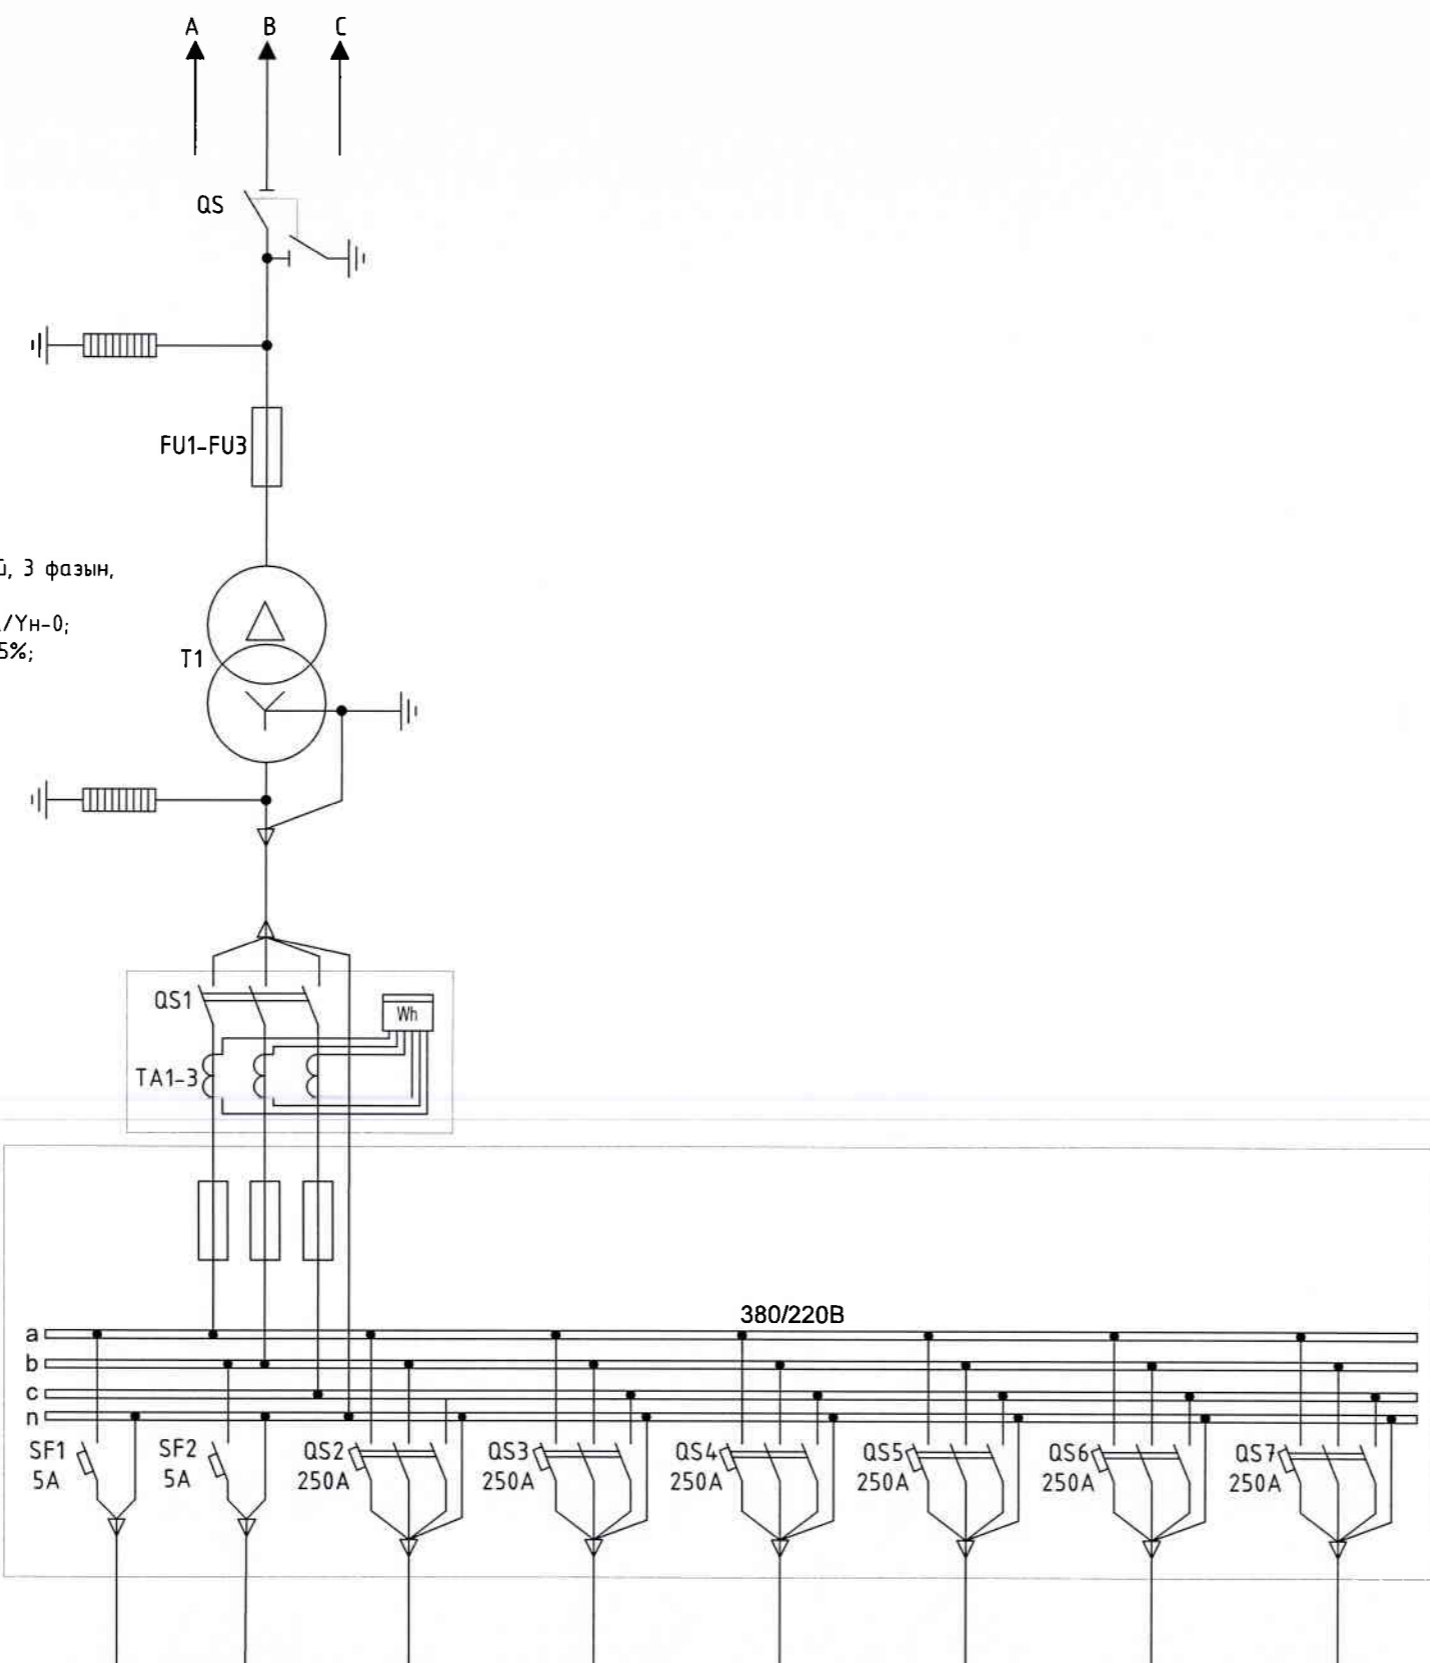 A B C
QS
FU1-FU3
й, 3 фазын,
/Yн-0;
5%;
T1
QS1
Wh
TA1-3
380/220В
a
b
c
n
SF1 SF2 QS2 QS3 QS4 QS5 QS6 QS7
5A 5A 250A 250A 250A 250A 250A 250A